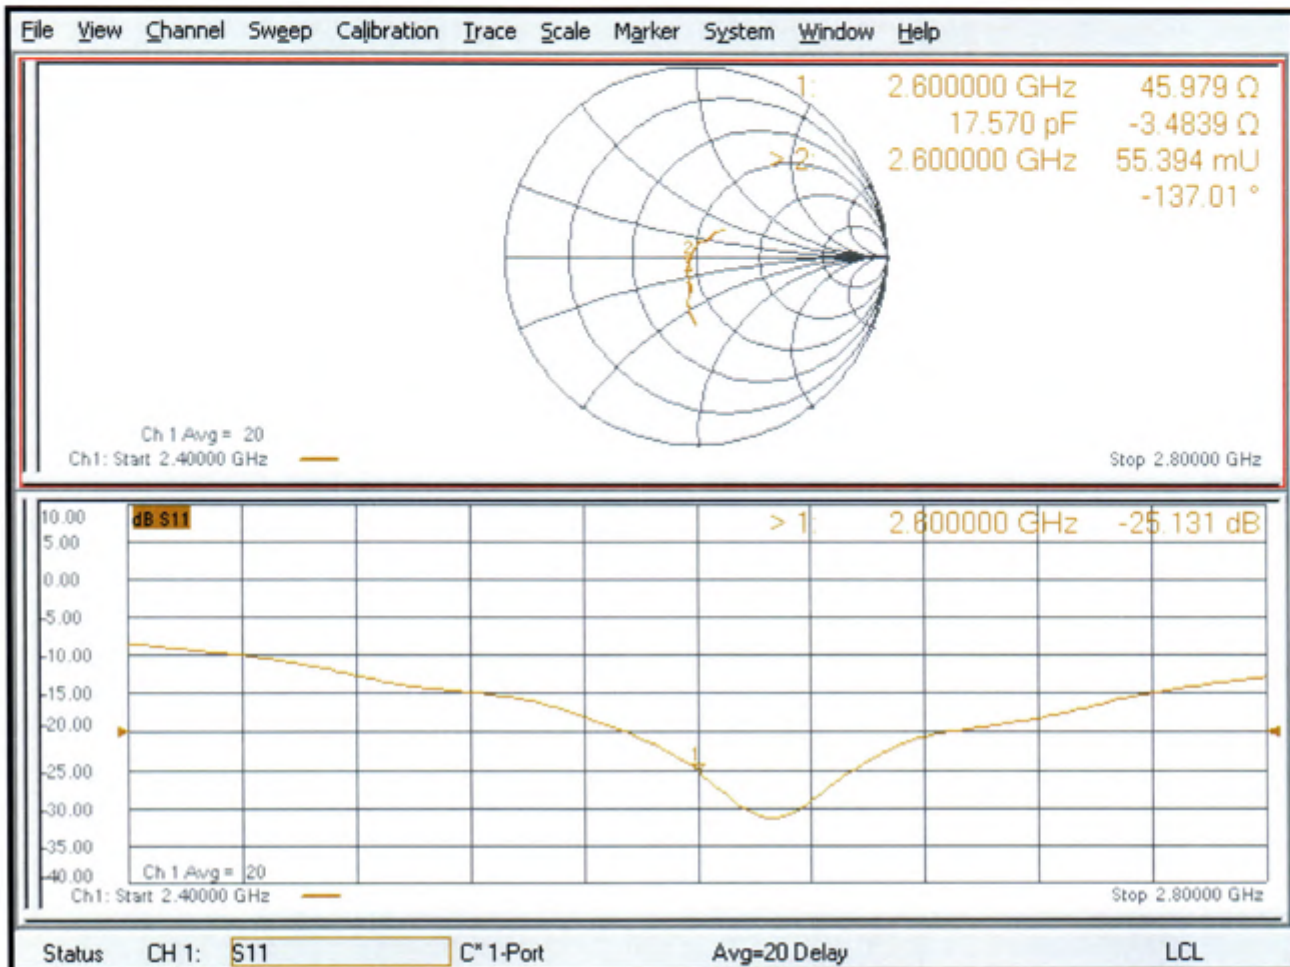 File View Channel Sweep Calibration Trace Scale Marker System Window Help
1: 2.600000 GHz 45.979 Ω
17.570 pF -3.4839 Ω
> 2: 2.600000 GHz 55.394 mU
-137.01 °
2
Ch 1 Avg = 20
Ch1: Start 2.40000 GHz
Stop 2.80000 GHz
dB S11
> 1: 2.600000 GHz -25.131 dB
10.00
5.00
0.00
-5.00
-10.00
-15.00
-20.00
-25.00
-30.00
-35.00
-40.00
1
Ch 1 Avg = 20
Ch1: Start 2.40000 GHz
Stop 2.80000 GHz
Status CH 1: S11 C* 1-Port Avg=20 Delay LCL